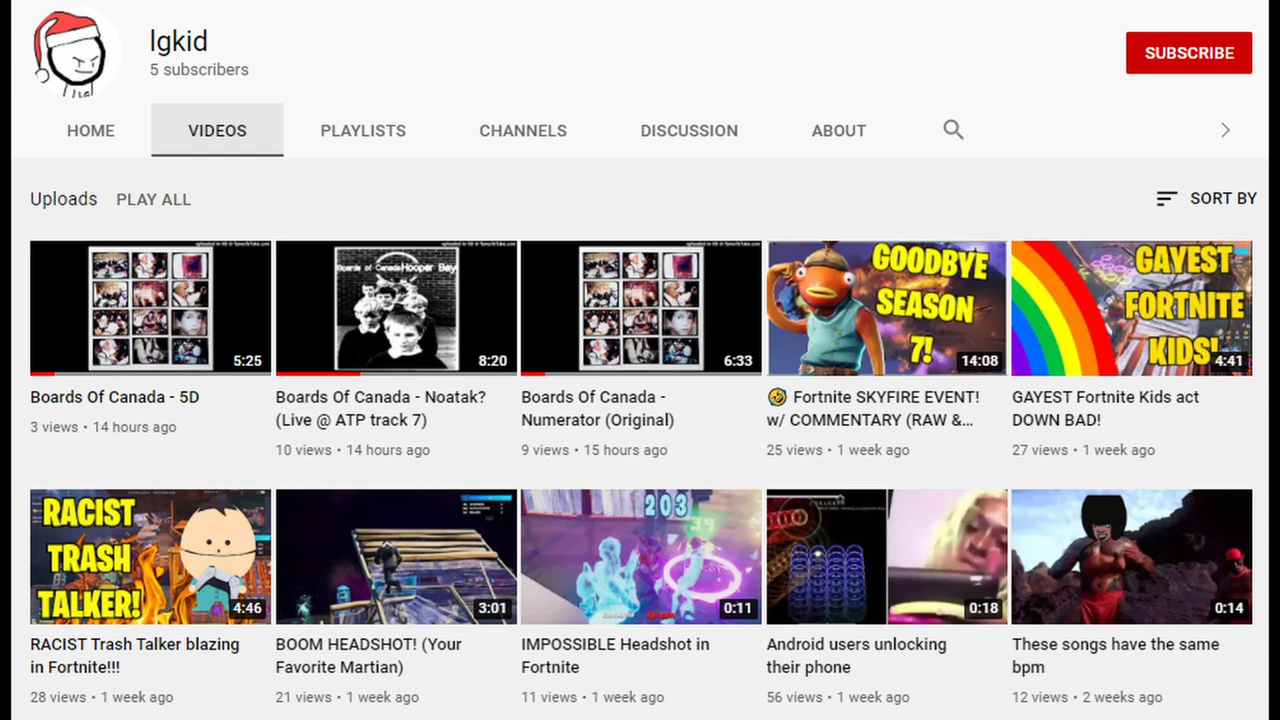 lgkid
5 subscribers
SUBSCRIBE
HOME VIDEOS PLAYLISTS CHANNELS DISCUSSION ABOUT
Uploads PLAY ALL
SORT BY
5:25
Boards of Canada Hooper Bay
8:20
6:33
GOODBYE
SEASON
7!
14:08
GAYEST
FORTNITE
KIDS!
4:41
Boards Of Canada - 5D
3 views • 14 hours ago
Boards Of Canada - Noatak?
(Live @ ATP track 7)
10 views • 14 hours ago
Boards Of Canada -
Numerator (Original)
9 views • 15 hours ago
🤣 Fortnite SKYFIRE EVENT!
w/ COMMENTARY (RAW &...
25 views • 1 week ago
GAYEST Fortnite Kids act
DOWN BAD!
27 views • 1 week ago
RACIST
TRASH
TALKER!
4:46
3:01
203
99
0:11
0:18
0:14
RACIST Trash Talker blazing
in Fortnite!!!
28 views • 1 week ago
BOOM HEADSHOT! (Your
Favorite Martian)
21 views • 1 week ago
IMPOSSIBLE Headshot in
Fortnite
11 views • 1 week ago
Android users unlocking
their phone
56 views • 1 week ago
These songs have the same
bpm
12 views • 2 weeks ago